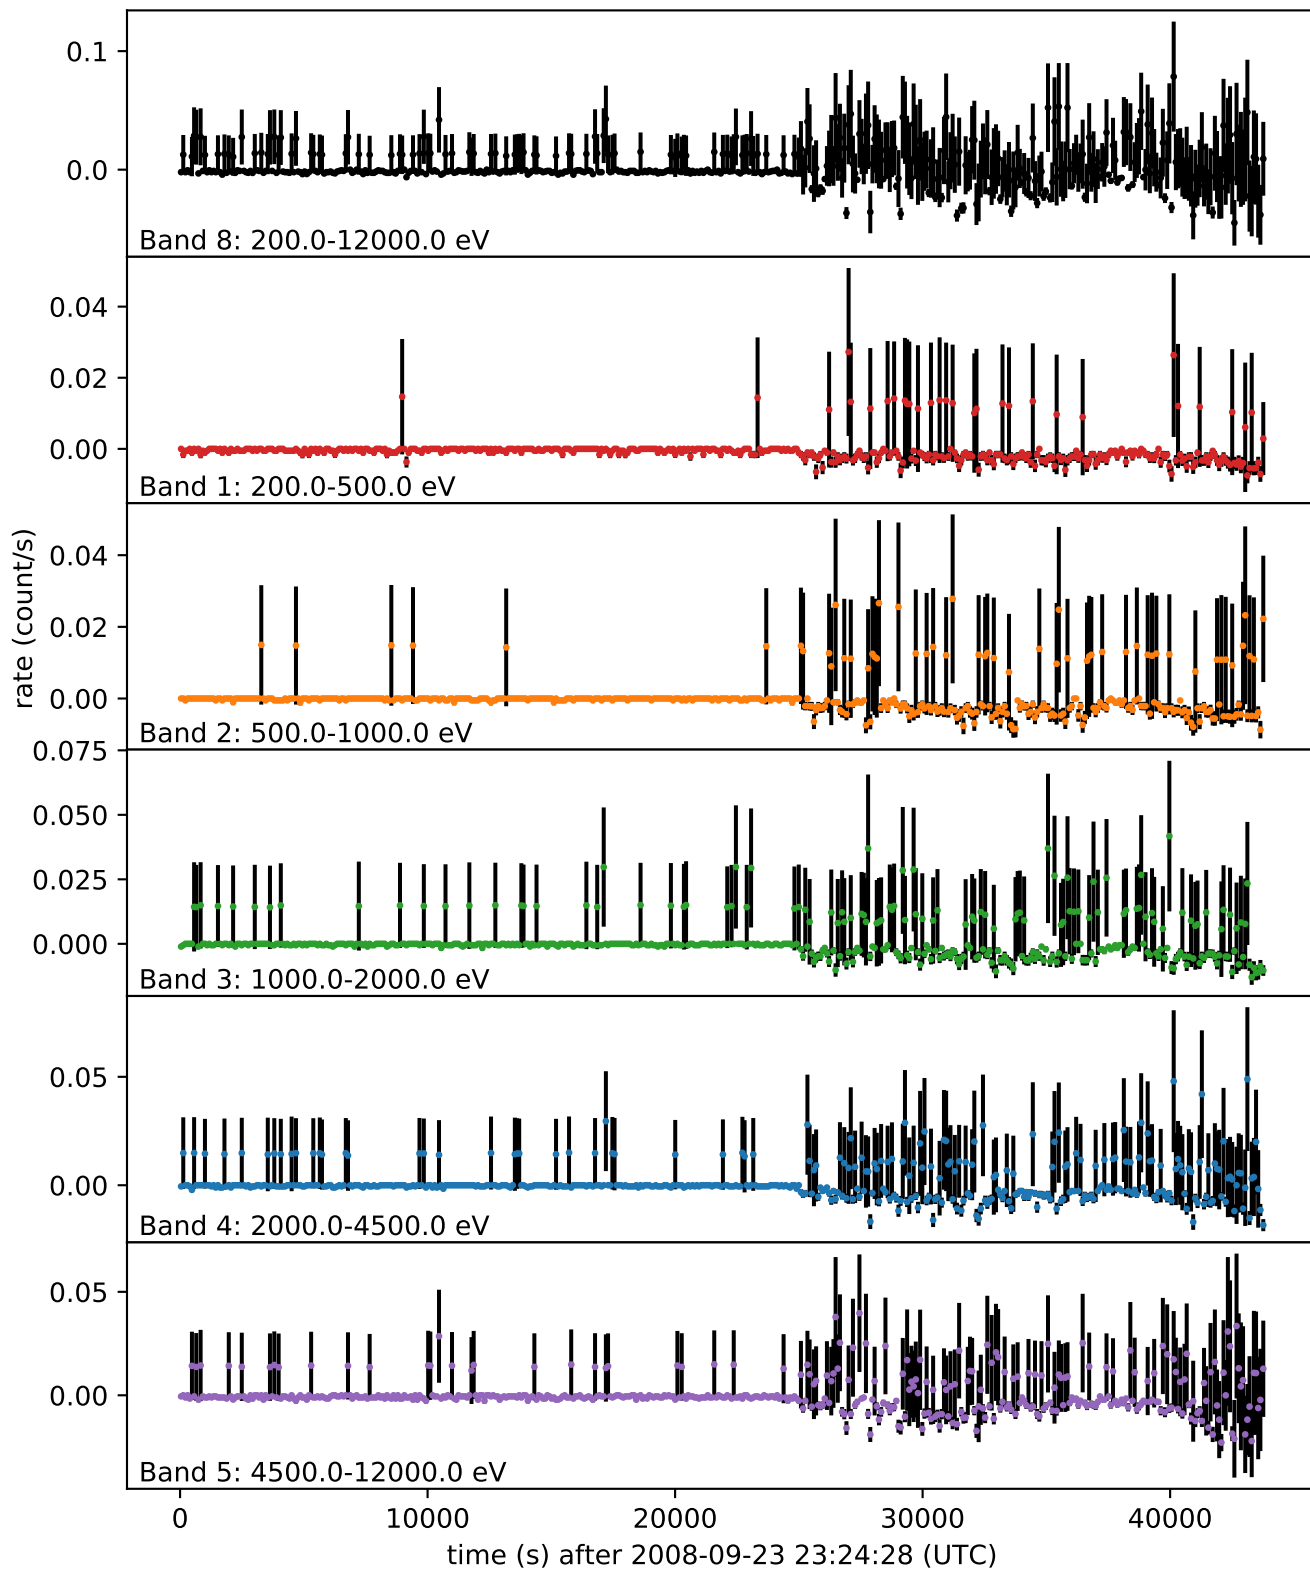 0.1
0.0
Band 8: 200.0-12000.0 eV
0.04
0.02
0.00
Band 1: 200.0-500.0 eV
0.04
0.02
0.00
Band 2: 500.0-1000.0 eV
rate (count/s)
0.075
0.050
0.025
0.000
Band 3: 1000.0-2000.0 eV
0.05
0.00
Band 4: 2000.0-4500.0 eV
0.05
0.00
Band 5: 4500.0-12000.0 eV
0 10000 20000 30000 40000
time (s) after 2008-09-23 23:24:28 (UTC)